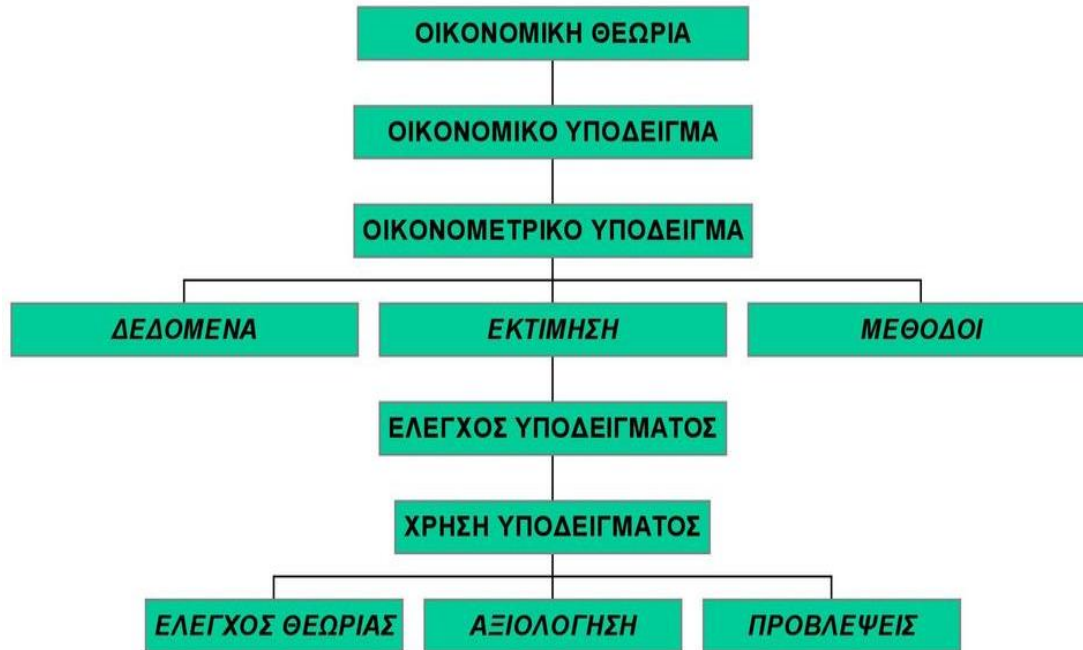 ΟΙΚΟΝΟΜΙΚΗ ΘΕΩΡΙΑ
ΟΙΚΟΝΟΜΙΚΟ ΥΠΟΔΕΙΓΜΑ
ΟΙΚΟΝΟΜΕΤΡΙΚΟ ΥΠΟΔΕΙΓΜΑ
ΔΕΔΟΜΕΝΑ
ΕΚΤΙΜΗΣΗ
ΜΕΘΟΔΟΙ
ΕΛΕΓΧΟΣ ΥΠΟΔΕΙΓΜΑΤΟΣ
ΧΡΗΣΗ ΥΠΟΔΕΙΓΜΑΤΟΣ
ΕΛΕΓΧΟΣ ΘΕΩΡΙΑΣ
ΑΞΙΟΛΟΓΗΣΗ
ΠΡΟΒΛΕΨΕΙΣ